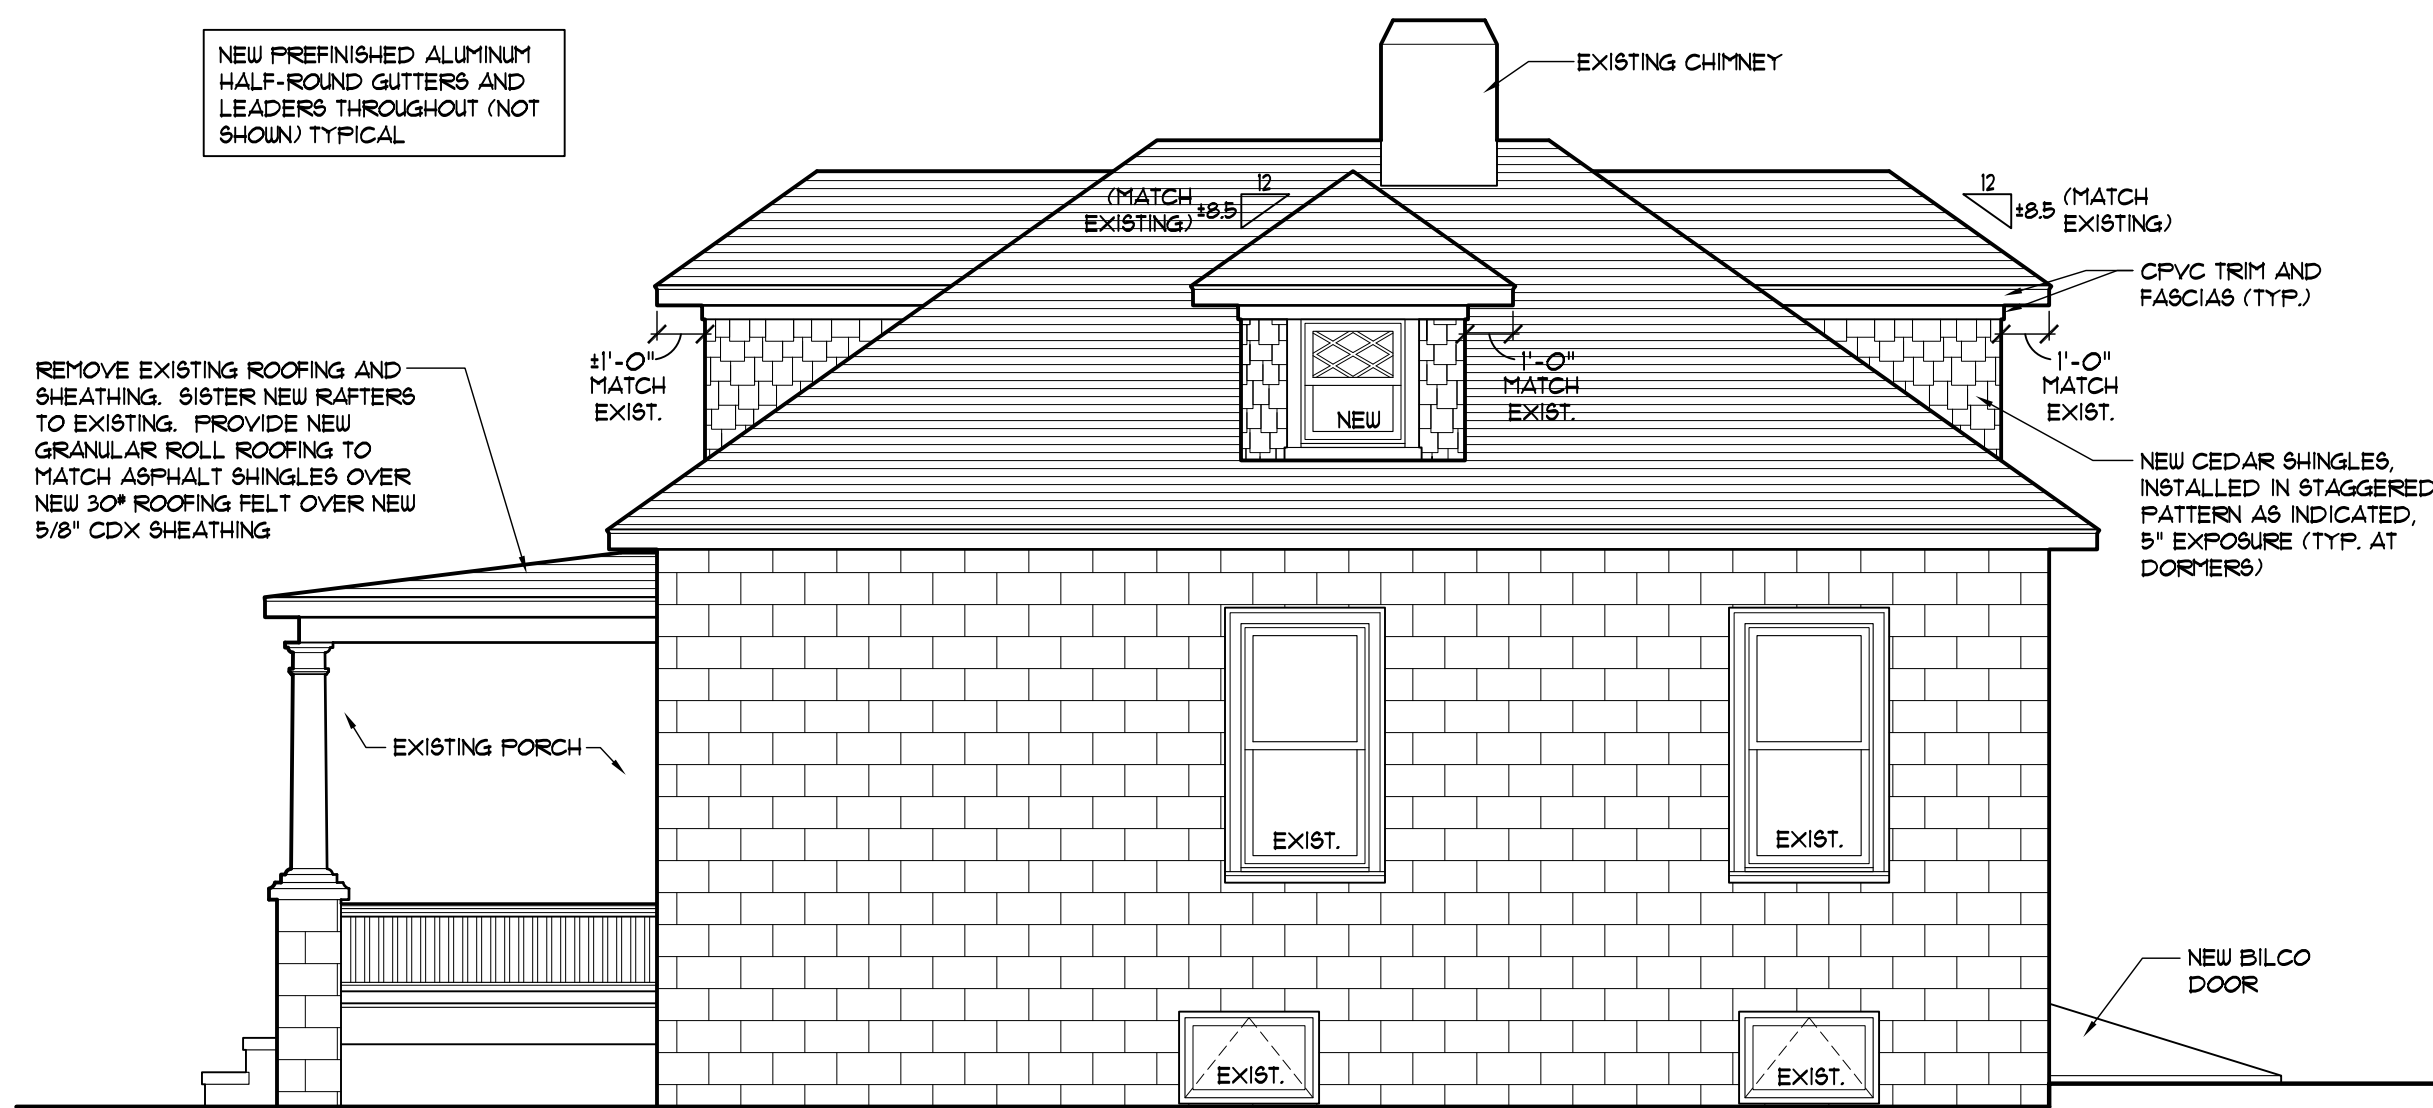 NEW PREFINISHED ALUMINUM
HALF-ROUND GUTTERS AND
LEADERS THROUGHOUT (NOT
SHOWN) TYPICAL
EXISTING CHIMNEY
(MATCH
EXISTING)
12
±8.5
12
±8.5
(MATCH
EXISTING)
CPVC TRIM AND
FASCIAS (TYP.)
REMOVE EXISTING ROOFING AND
SHEATHING. SISTER NEW RAFTERS
TO EXISTING. PROVIDE NEW
GRANULAR ROLL ROOFING TO
MATCH ASPHALT SHINGLES OVER
NEW 30# ROOFING FELT OVER NEW
5/8" CDX SHEATHING
±1'-0"
MATCH
EXIST.
NEW
1'-0"
MATCH
EXIST.
1'-0"
MATCH
EXIST.
NEW CEDAR SHINGLES,
INSTALLED IN STAGGERED
PATTERN AS INDICATED,
5" EXPOSURE (TYP. AT
DORMERS)
EXISTING PORCH
EXIST.
EXIST.
NEW BILCO
DOOR
EXIST.
EXIST.